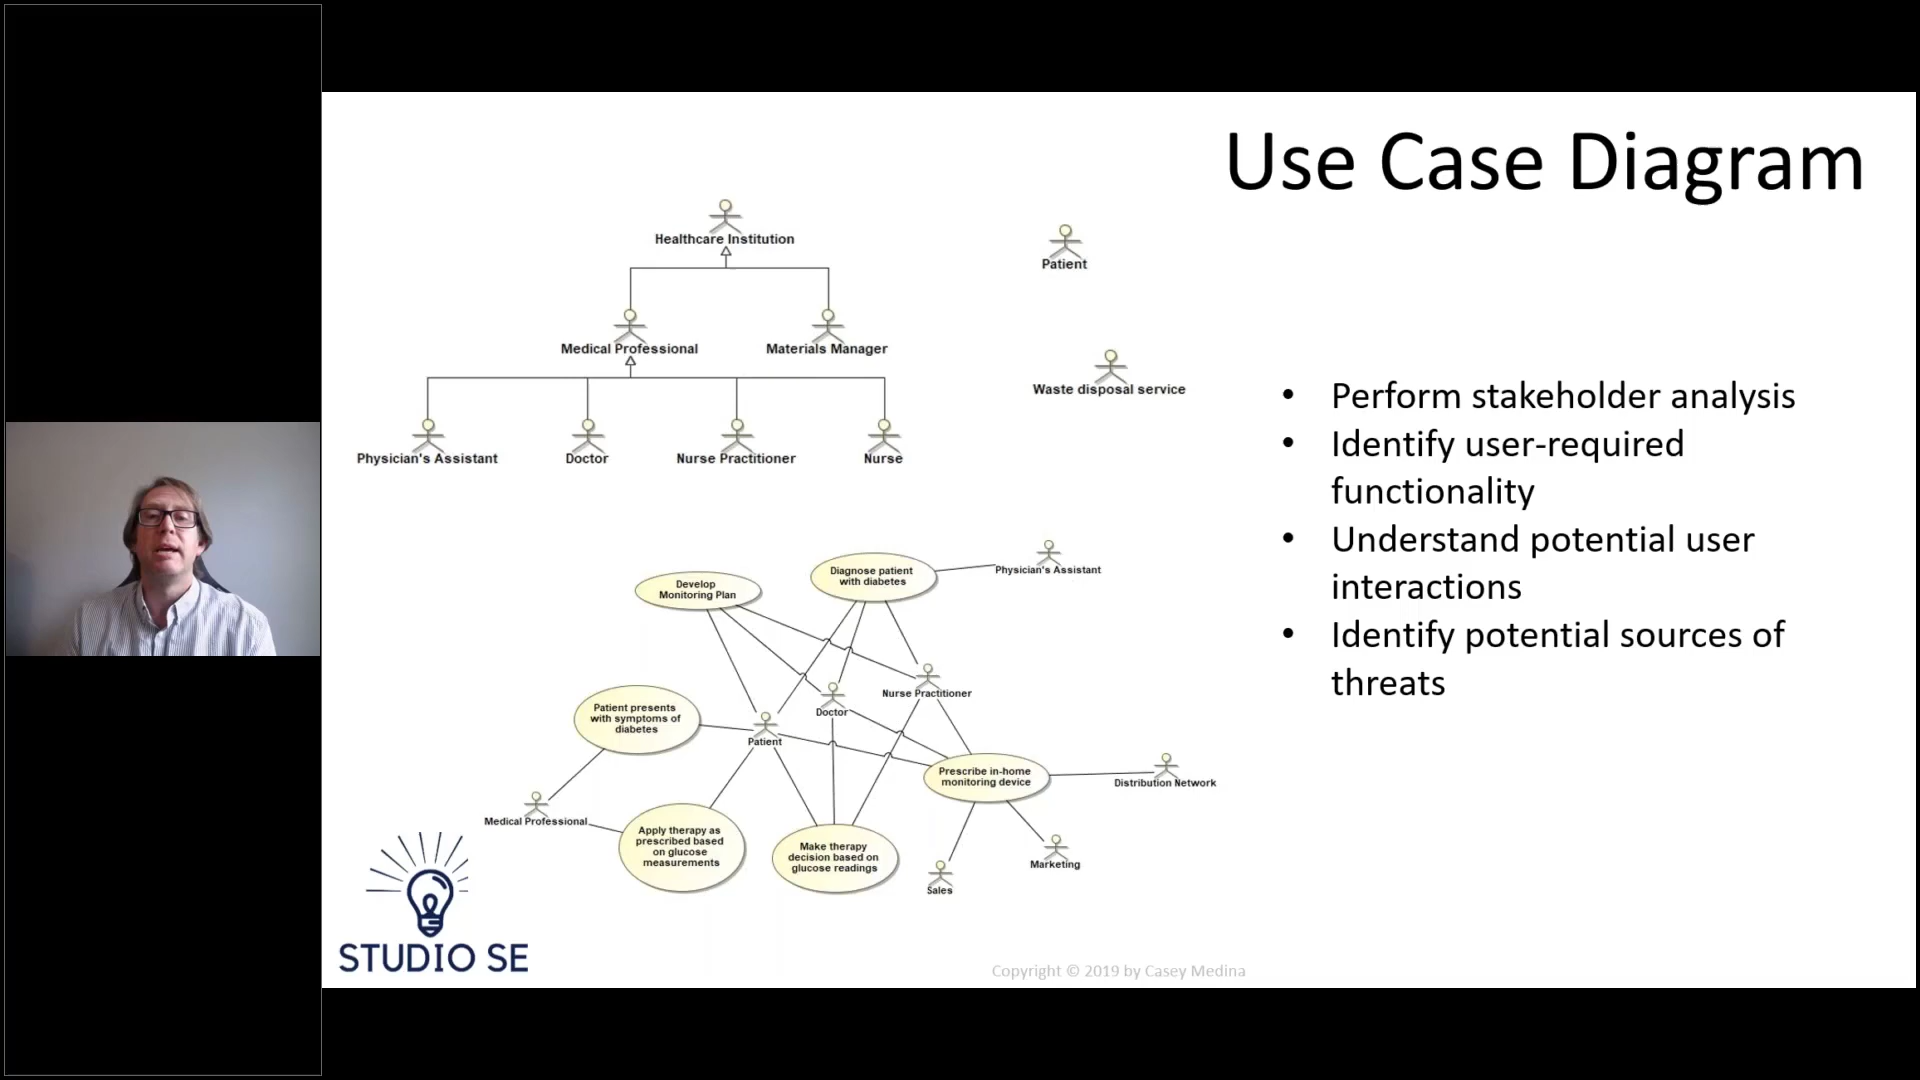 Use Case Diagram
Healthcare Institution
Patient
Medical Professional
Materials Manager
Waste disposal service
Physician's Assistant
Doctor
Nurse Practitioner
Nurse
• Perform stakeholder analysis
• Identify user-required
functionality
• Understand potential user
interactions
• Identify potential sources of
threats
Develop
Monitoring Plan
Diagnose patient
with diabetes
Physician's Assistant
Patient presents
with symptoms of
diabetes
Patient
Doctor
Nurse Practitioner
Prescribe in-home
monitoring device
Distribution Network
Medical Professional
Apply therapy as
prescribed based
on glucose
measurements
Make therapy
decision based on
glucose readings
Sales
Marketing
STUDIO SE
Copyright © 2019 by Casey Medina